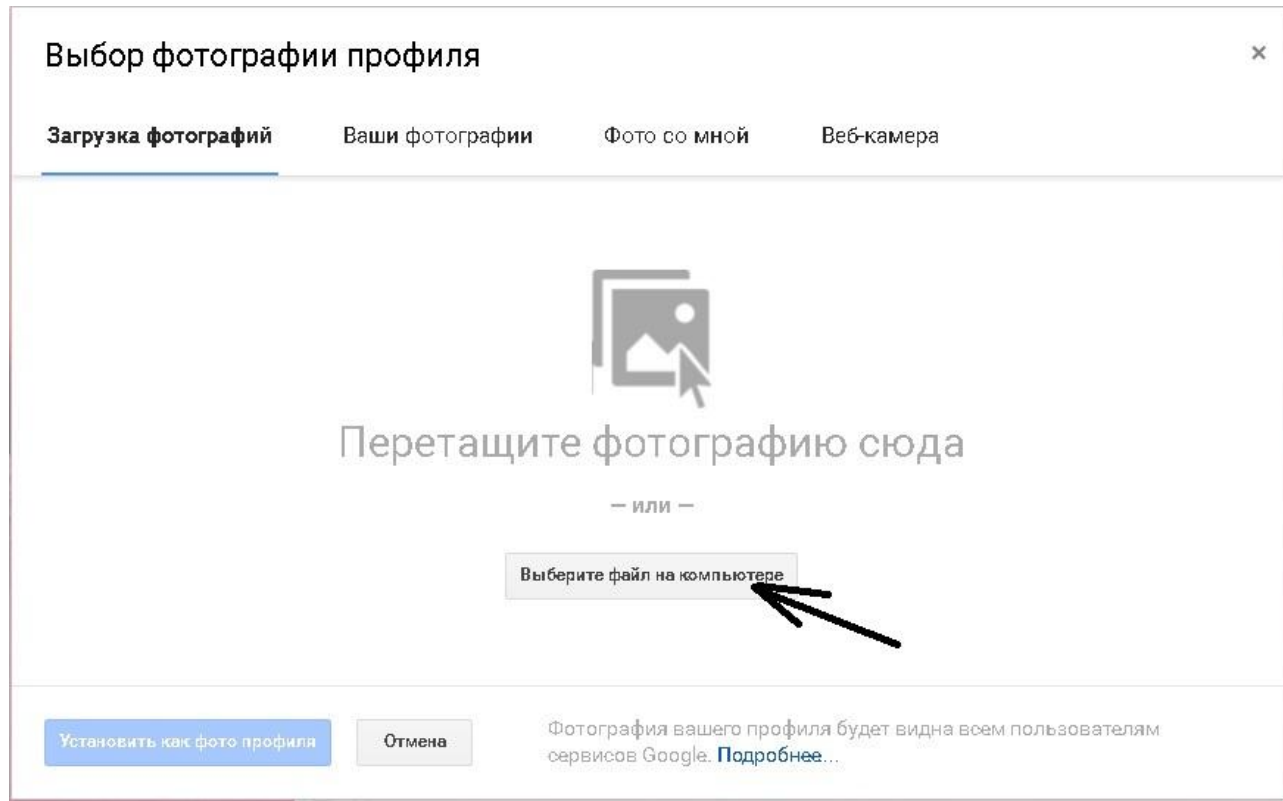 Выбор фотографии профиля
×
Загрузка фотографий Ваши фотографии Фото со мной Веб-камера
Перетащите фотографию сюда
— или —
Выберите файл на компьютере
Установить как фото профиля Отмена Фотография вашего профиля будет видна всем пользователям
сервисов Google. Подробнее...